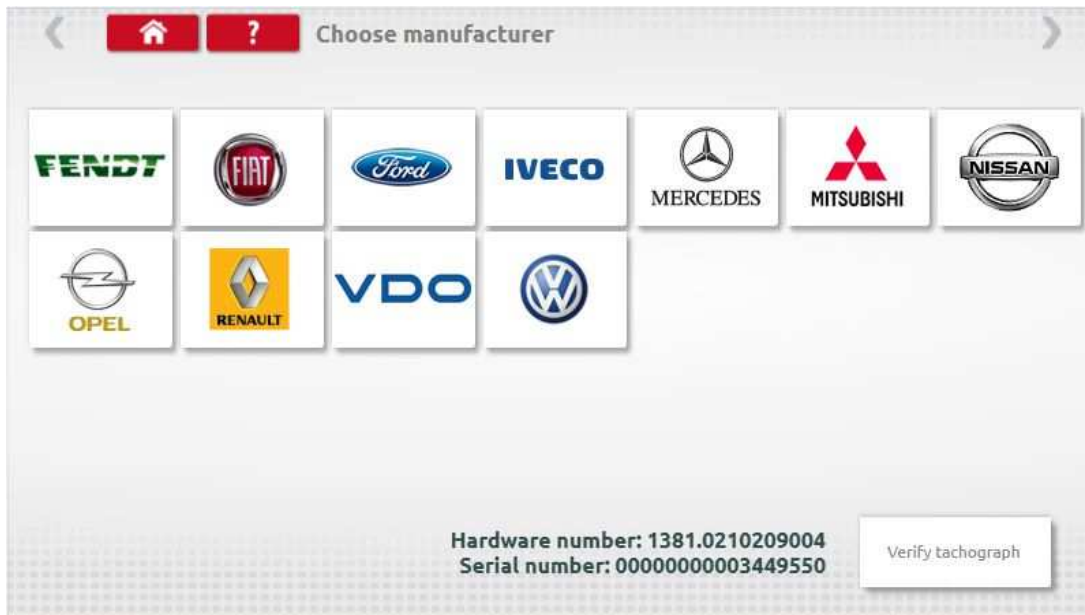 ? Choose manufacturer
FENDT
FIAT
Ford
IVECO
MERCEDES
MITSUBISHI
NISSAN
OPEL
RENAULT
VDO
VW
Hardware number: 1381.0210209004
Serial number: 00000000003449550
Verify tachograph